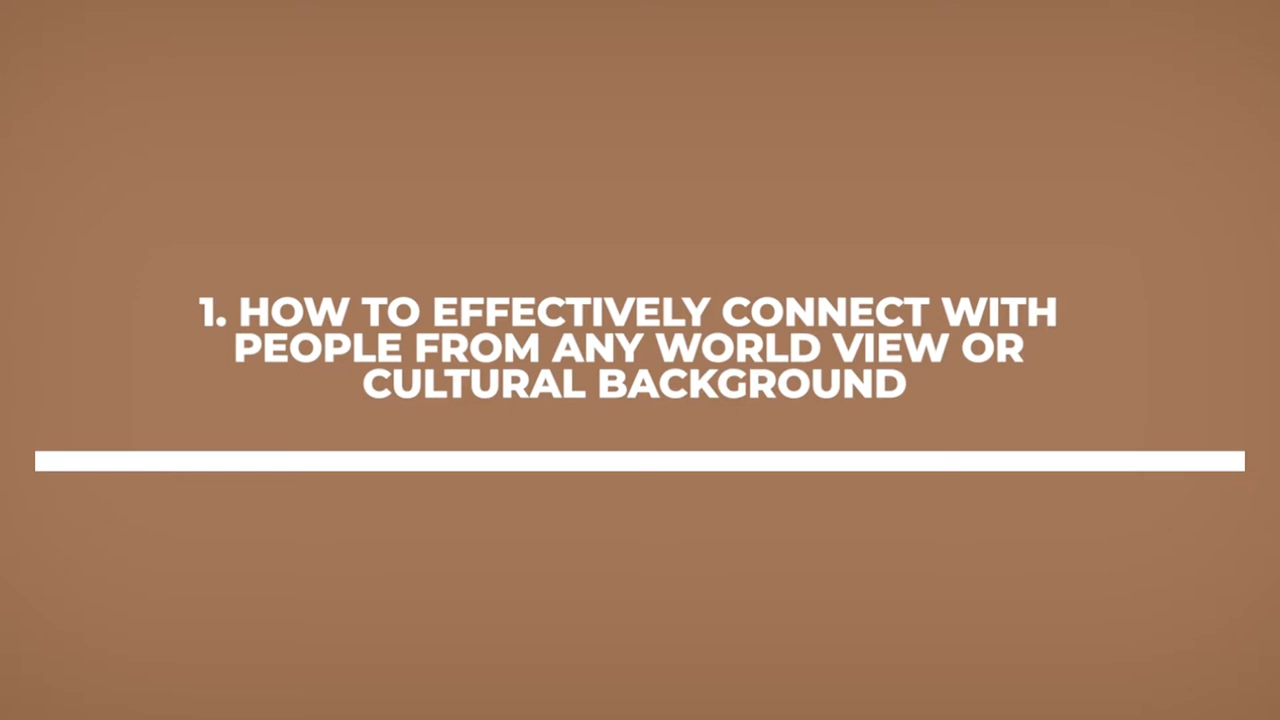 1. HOW TO EFFECTIVELY CONNECT WITH
PEOPLE FROM ANY WORLD VIEW OR
CULTURAL BACKGROUND